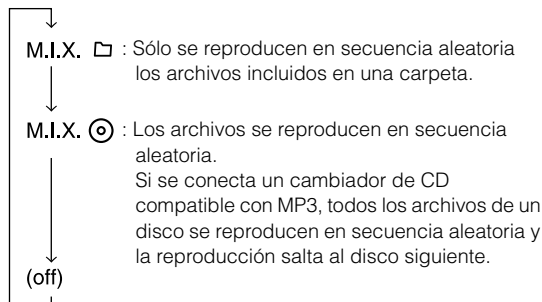 M.I.X. : Sólo se reproducen en secuencia aleatoria
los archivos incluidos en una carpeta.
M.I.X. : Los archivos se reproducen en secuencia
aleatoria.
Si se conecta un cambiador de CD
compatible con MP3, todos los archivos de un
disco se reproducen en secuencia aleatoria y
la reproducción salta al disco siguiente.
(off)